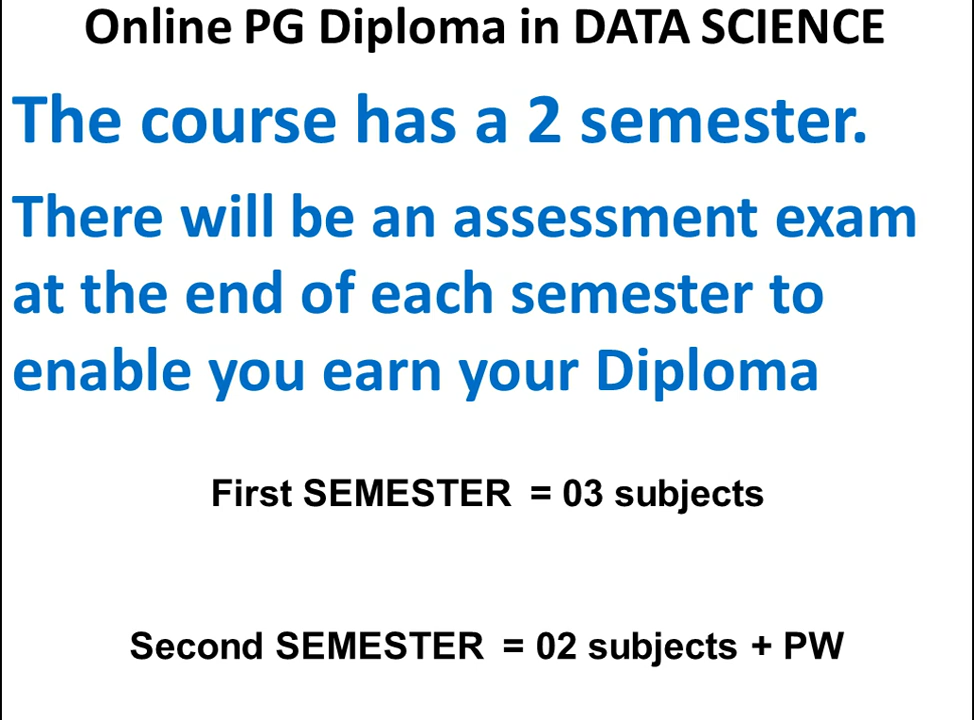 Online PG Diploma in DATA SCIENCE
The course has a 2 semester.
There will be an assessment exam
at the end of each semester to
enable you earn your Diploma
First SEMESTER = 03 subjects
Second SEMESTER = 02 subjects + PW